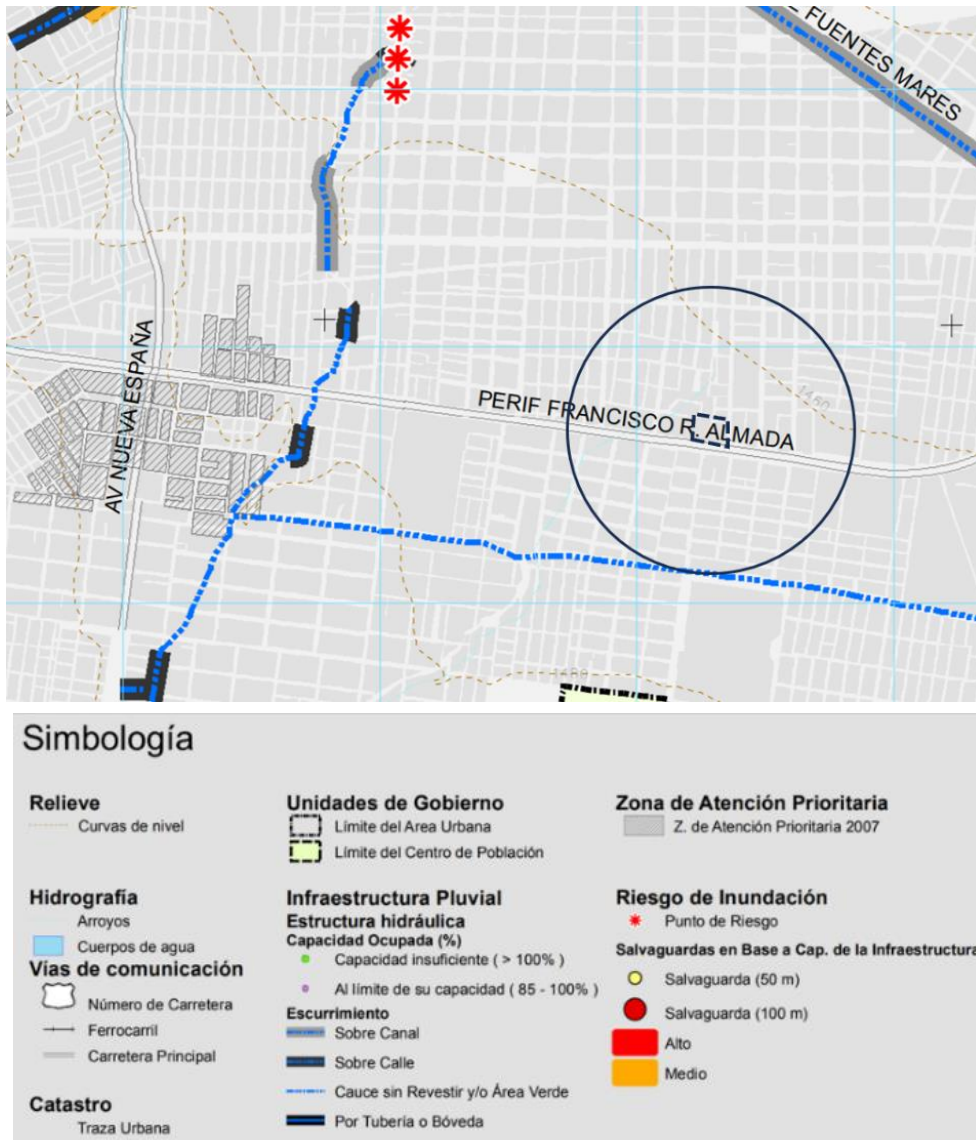 FUENTES MARES
AV NUEVA ESPAÑA
PERIF FRANCISCO R. ALMADA
1460
Simbología
Relieve
Curvas de nivel
Hidrografía
Arroyos
Cuerpos de agua
Vías de comunicación
Número de Carretera
Ferrocarril
Carretera Principal
Catastro
Traza Urbana
Unidades de Gobierno
Límite del Area Urbana
Límite del Centro de Población
Infraestructura Pluvial
Estructura hidráulica
Capacidad Ocupada (%)
Capacidad insuficiente ( > 100% )
Al límite de su capacidad ( 85 - 100% )
Escurrimiento
Sobre Canal
Sobre Calle
Cauce sin Revestir y/o Área Verde
Por Tubería o Bóveda
Zona de Atención Prioritaria
Z. de Atención Prioritaria 2007
Riesgo de Inundación
Punto de Riesgo
Salvaguardas en Base a Cap. de la Infraestructura
Salvaguarda (50 m)
Salvaguarda (100 m)
Alto
Medio